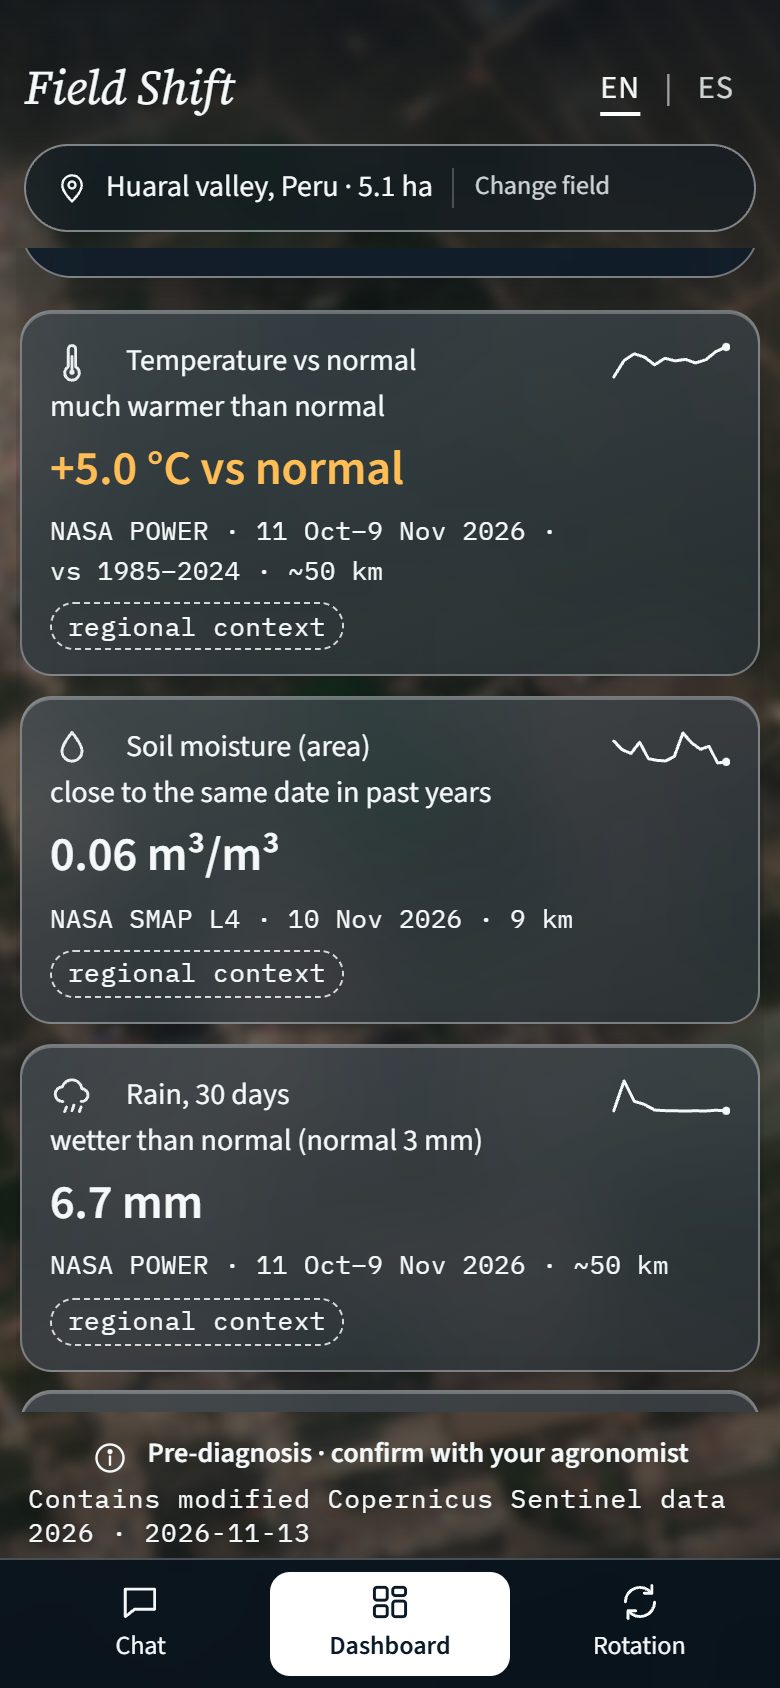 Field Shift
EN | ES
Huaral valley, Peru · 5.1 ha | Change field
Temperature vs normal
much warmer than normal
+5.0 °C vs normal
NASA POWER · 11 Oct–9 Nov 2026 ·
vs 1985–2024 · ~50 km
regional context
Soil moisture (area)
close to the same date in past years
0.06 m³/m³
NASA SMAP L4 · 10 Nov 2026 · 9 km
regional context
Rain, 30 days
wetter than normal (normal 3 mm)
6.7 mm
NASA POWER · 11 Oct–9 Nov 2026 · ~50 km
regional context
Pre-diagnosis · confirm with your agronomist
Contains modified Copernicus Sentinel data
2026 · 2026-11-13
Chat
Dashboard
Rotation